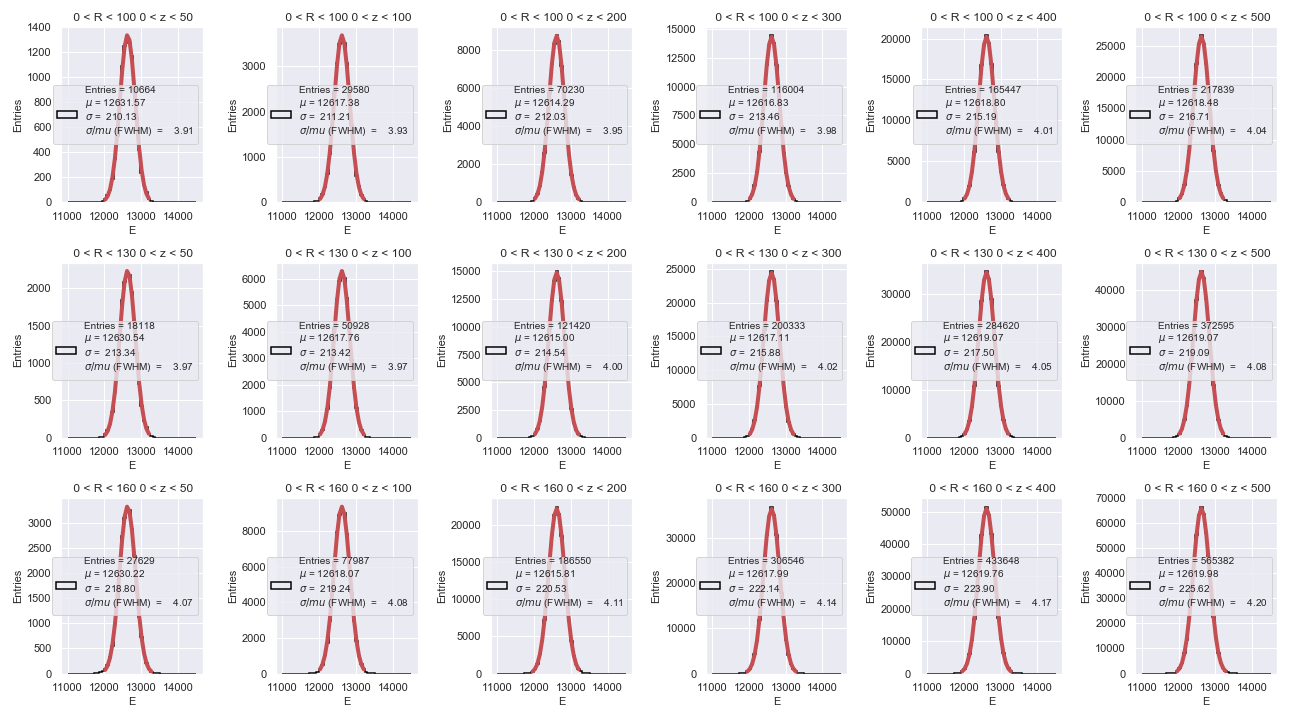 0 < R < 100 0 < z < 50
1400
1200
1000
800
600
400
200
0
Entries
Entries = 10664
μ = 12631.57
σ = 210.13
σ/mu (FWHM) = 3.91
11000 12000 13000 14000
E
0 < R < 100 0 < z < 100
3000
2000
1000
0
Entries
Entries = 29580
μ = 12617.38
σ = 211.21
σ/mu (FWHM) = 3.93
11000 12000 13000 14000
E
0 < R < 100 0 < z < 200
8000
6000
4000
2000
0
Entries
Entries = 70230
μ = 12614.29
σ = 212.03
σ/mu (FWHM) = 3.95
11000 12000 13000 14000
E
0 < R < 100 0 < z < 300
15000
12500
10000
7500
5000
2500
0
Entries
Entries = 116004
μ = 12616.83
σ = 213.46
σ/mu (FWHM) = 3.98
11000 12000 13000 14000
E
0 < R < 100 0 < z < 400
20000
15000
10000
5000
0
Entries
Entries = 165447
μ = 12618.80
σ = 215.19
σ/mu (FWHM) = 4.01
11000 12000 13000 14000
E
0 < R < 100 0 < z < 500
25000
20000
15000
10000
5000
0
Entries
Entries = 217839
μ = 12618.48
σ = 216.71
σ/mu (FWHM) = 4.04
11000 12000 13000 14000
E
0 < R < 130 0 < z < 50
2000
1500
1000
500
0
Entries
Entries = 18118
μ = 12630.54
σ = 213.34
σ/mu (FWHM) = 3.97
11000 12000 13000 14000
E
0 < R < 130 0 < z < 100
6000
5000
4000
3000
2000
1000
0
Entries
Entries = 50928
μ = 12617.76
σ = 213.42
σ/mu (FWHM) = 3.97
11000 12000 13000 14000
E
0 < R < 130 0 < z < 200
15000
12500
10000
7500
5000
2500
0
Entries
Entries = 121420
μ = 12615.00
σ = 214.54
σ/mu (FWHM) = 4.00
11000 12000 13000 14000
E
0 < R < 130 0 < z < 300
25000
20000
15000
10000
5000
0
Entries
Entries = 200333
μ = 12617.11
σ = 215.88
σ/mu (FWHM) = 4.02
11000 12000 13000 14000
E
0 < R < 130 0 < z < 400
30000
20000
10000
0
Entries
Entries = 284620
μ = 12619.07
σ = 217.50
σ/mu (FWHM) = 4.05
11000 12000 13000 14000
E
0 < R < 130 0 < z < 500
40000
30000
20000
10000
0
Entries
Entries = 372595
μ = 12619.07
σ = 219.09
σ/mu (FWHM) = 4.08
11000 12000 13000 14000
E
0 < R < 160 0 < z < 50
3000
2500
2000
1500
1000
500
0
Entries
Entries = 27629
μ = 12630.22
σ = 218.80
σ/mu (FWHM) = 4.07
11000 12000 13000 14000
E
0 < R < 160 0 < z < 100
8000
6000
4000
2000
0
Entries
Entries = 77987
μ = 12618.07
σ = 219.24
σ/mu (FWHM) = 4.08
11000 12000 13000 14000
E
0 < R < 160 0 < z < 200
20000
15000
10000
5000
0
Entries
Entries = 186550
μ = 12615.81
σ = 220.53
σ/mu (FWHM) = 4.11
11000 12000 13000 14000
E
0 < R < 160 0 < z < 300
30000
20000
10000
0
Entries
Entries = 306546
μ = 12617.99
σ = 222.14
σ/mu (FWHM) = 4.14
11000 12000 13000 14000
E
0 < R < 160 0 < z < 400
50000
40000
30000
20000
10000
0
Entries
Entries = 433648
μ = 12619.76
σ = 223.90
σ/mu (FWHM) = 4.17
11000 12000 13000 14000
E
0 < R < 160 0 < z < 500
70000
60000
50000
40000
30000
20000
10000
0
Entries
Entries = 565382
μ = 12619.98
σ = 225.62
σ/mu (FWHM) = 4.20
11000 12000 13000 14000
E